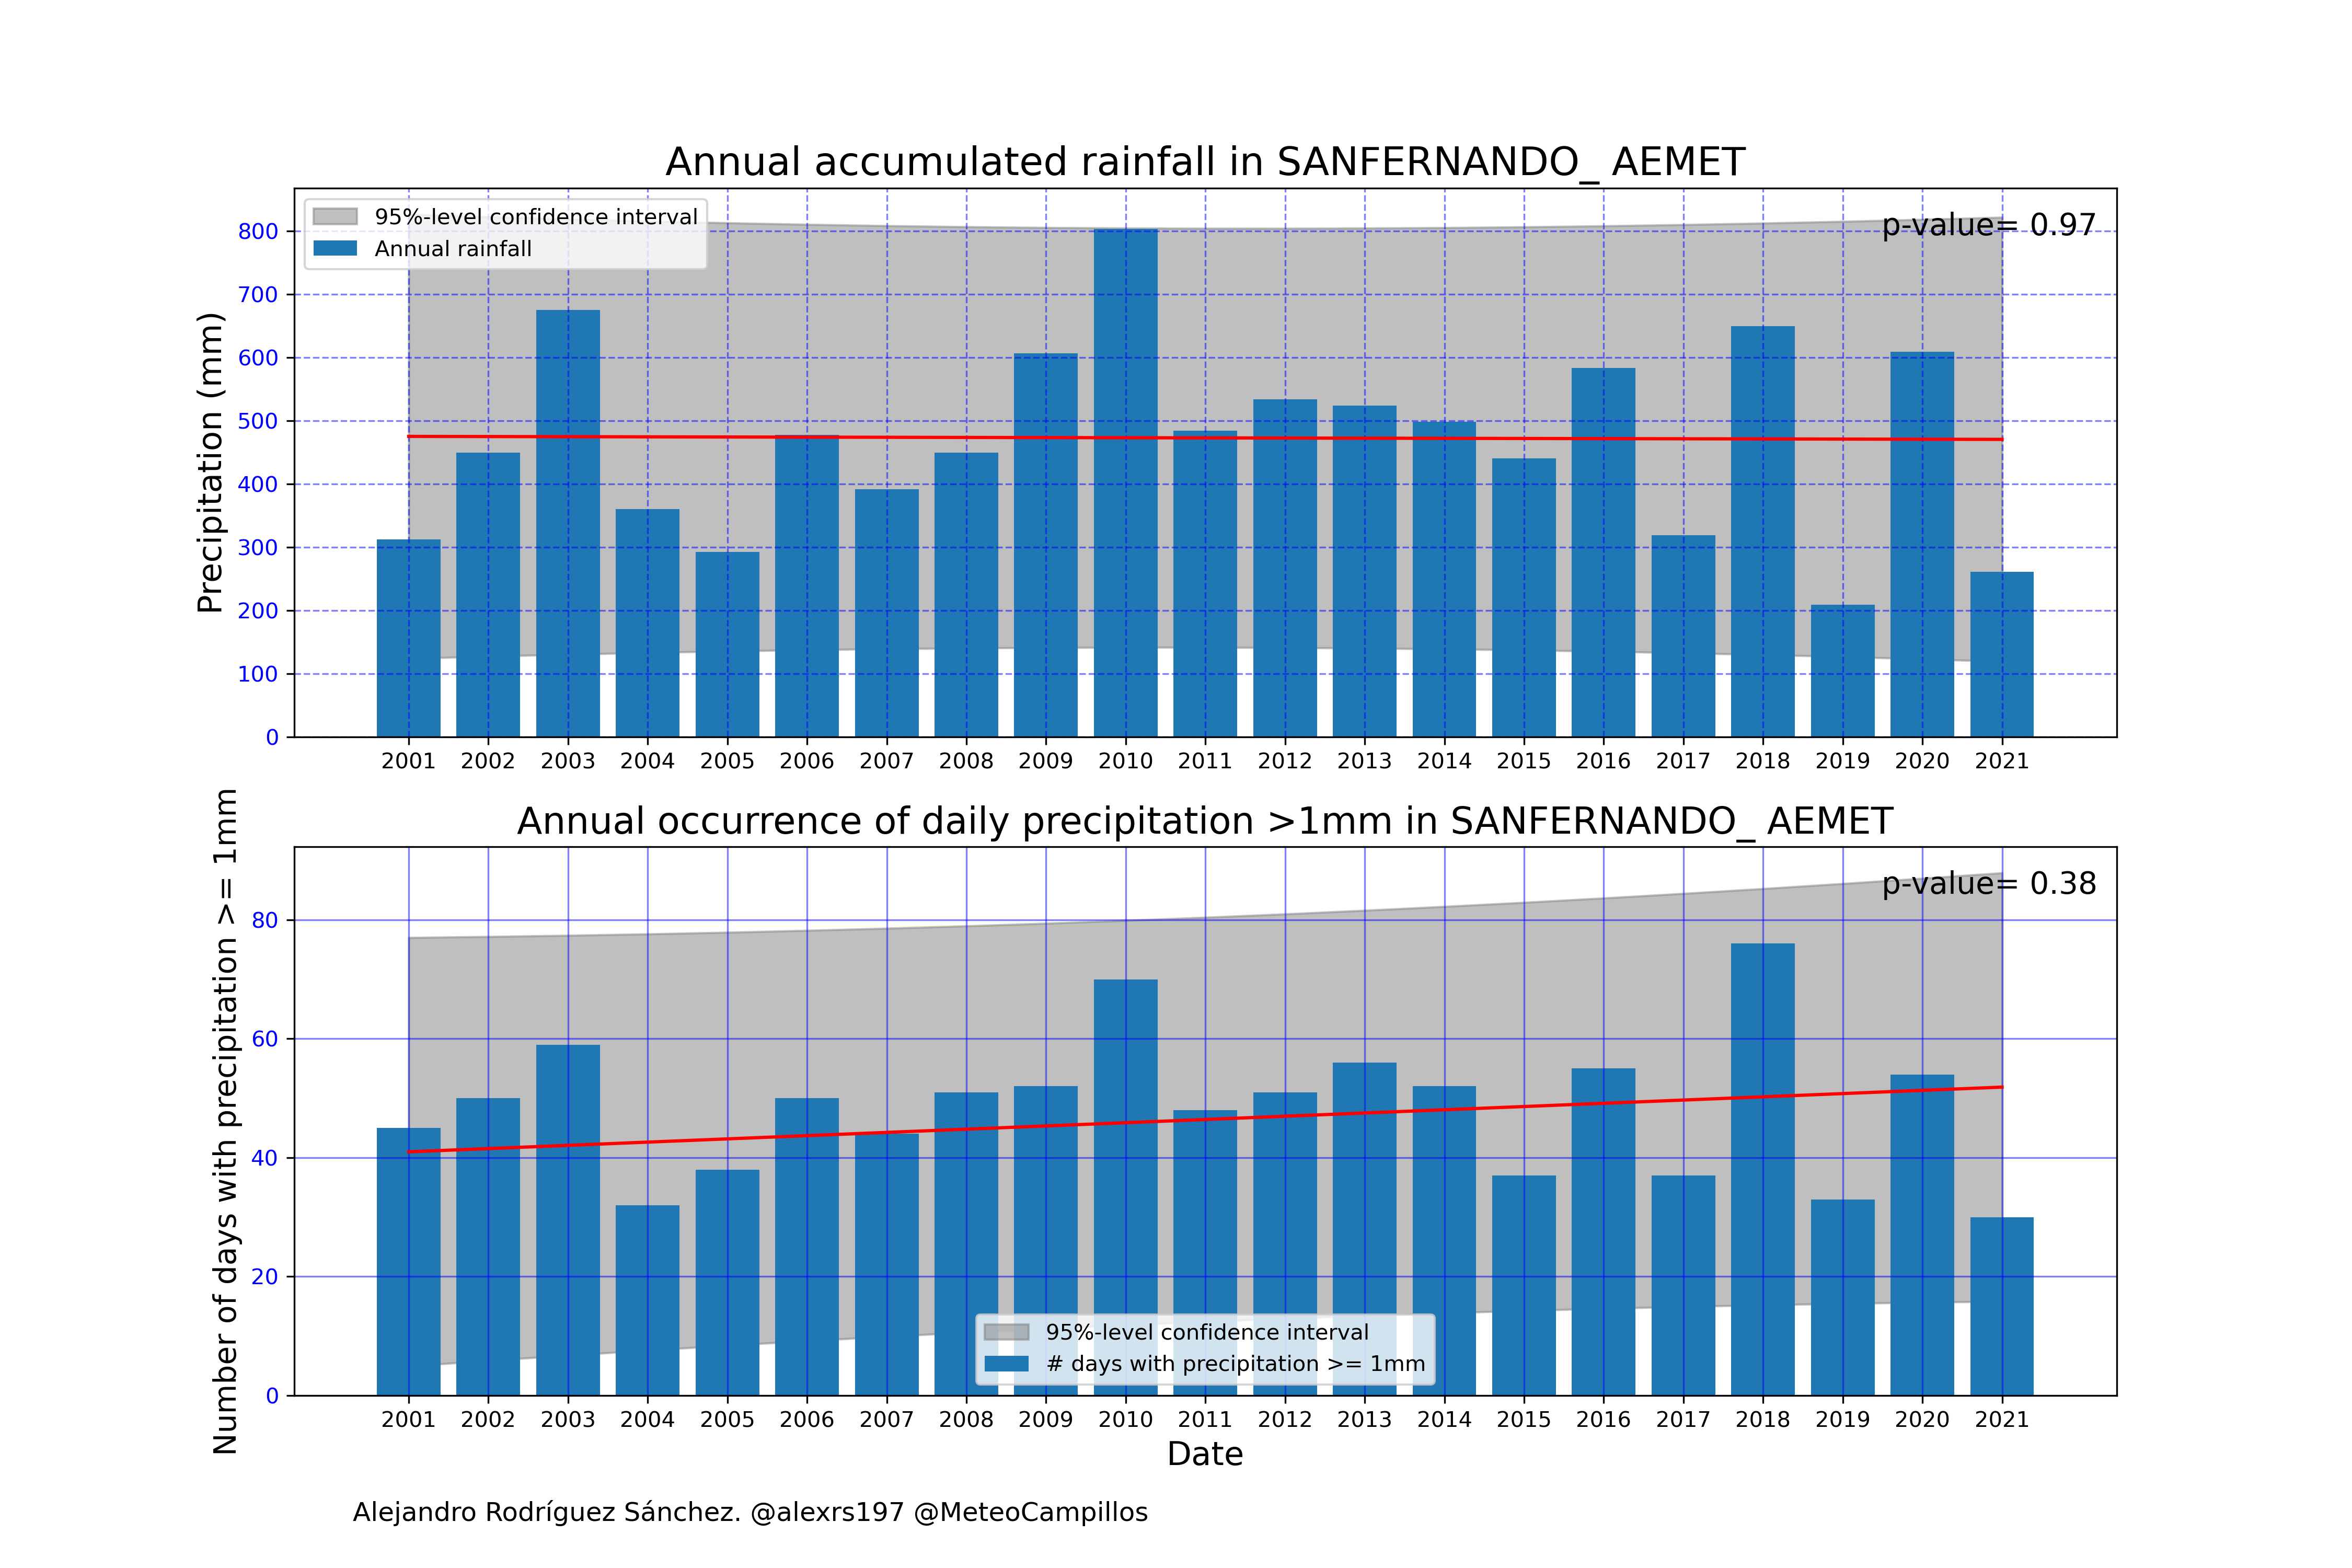 Annual accumulated rainfall in SANFERNANDO_ AEMET
95%-level confidence interval
Annual rainfall
p-value= 0.97
Precipitation (mm)
800
700
600
500
400
300
200
100
0
2001 2002 2003 2004 2005 2006 2007 2008 2009 2010 2011 2012 2013 2014 2015 2016 2017 2018 2019 2020 2021
Annual occurrence of daily precipitation >1mm in SANFERNANDO_ AEMET
p-value= 0.38
Number of days with precipitation >= 1mm
80
60
40
20
0
95%-level confidence interval
# days with precipitation >= 1mm
2001 2002 2003 2004 2005 2006 2007 2008 2009 2010 2011 2012 2013 2014 2015 2016 2017 2018 2019 2020 2021
Date
Alejandro Rodríguez Sánchez. @alexrs197 @MeteoCampillos